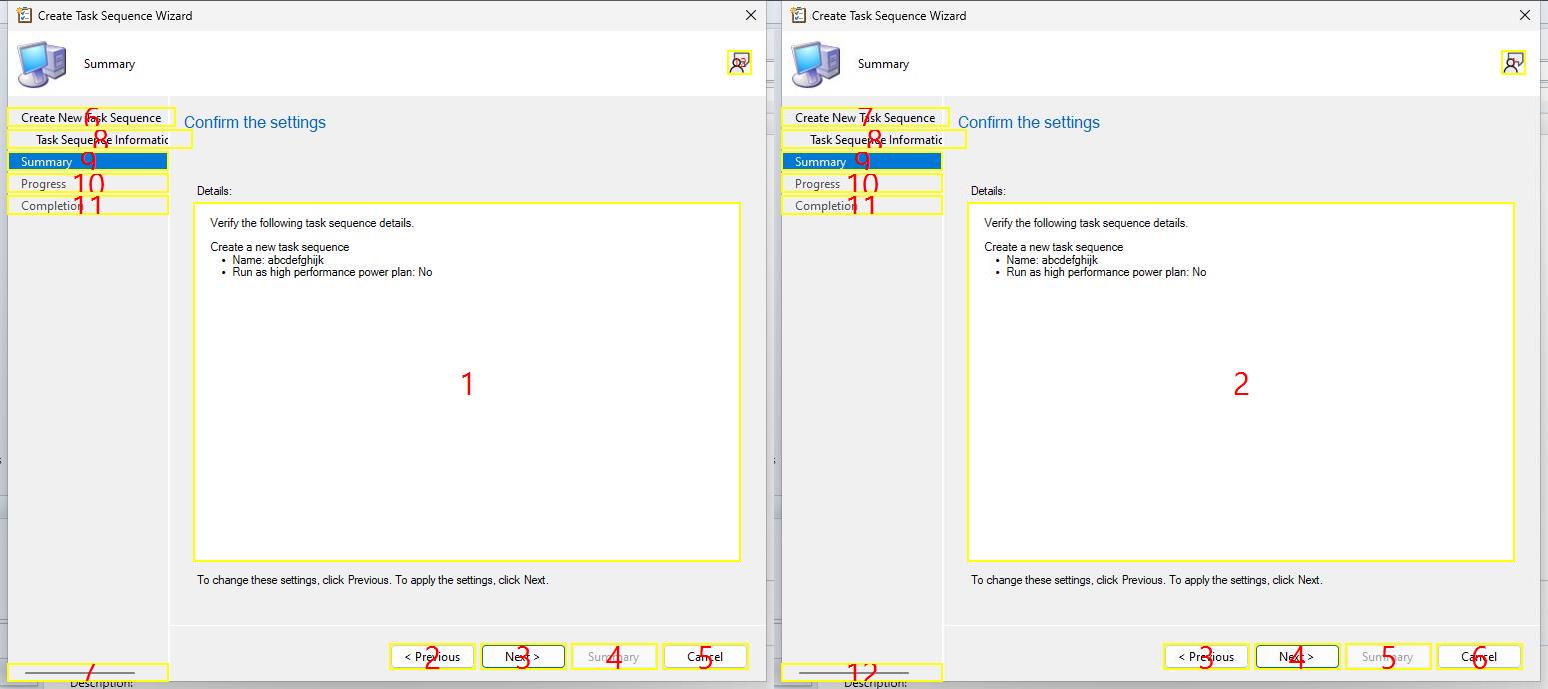 Create Task Sequence Wizard
Summary
6
Create New Task Sequence
8
Task Sequence Informatic
9
Summary
10
Progress
11
Completion
Confirm the settings
Details:
Verify the following task sequence details.
Create a new task sequence
• Name: abcdefghijk
• Run as high performance power plan: No
1
To change these settings, click Previous. To apply the settings, click Next.
2
< Previous
3
Next >
4
Summary
5
Cancel
7
Description:
Create Task Sequence Wizard
Summary
7
Create New Task Sequence
8
Task Sequence Informatic
9
Summary
10
Progress
11
Completion
Confirm the settings
Details:
Verify the following task sequence details.
Create a new task sequence
• Name: abcdefghijk
• Run as high performance power plan: No
2
To change these settings, click Previous. To apply the settings, click Next.
3
< Previous
4
Next >
5
Summary
6
Cancel
12
Description: